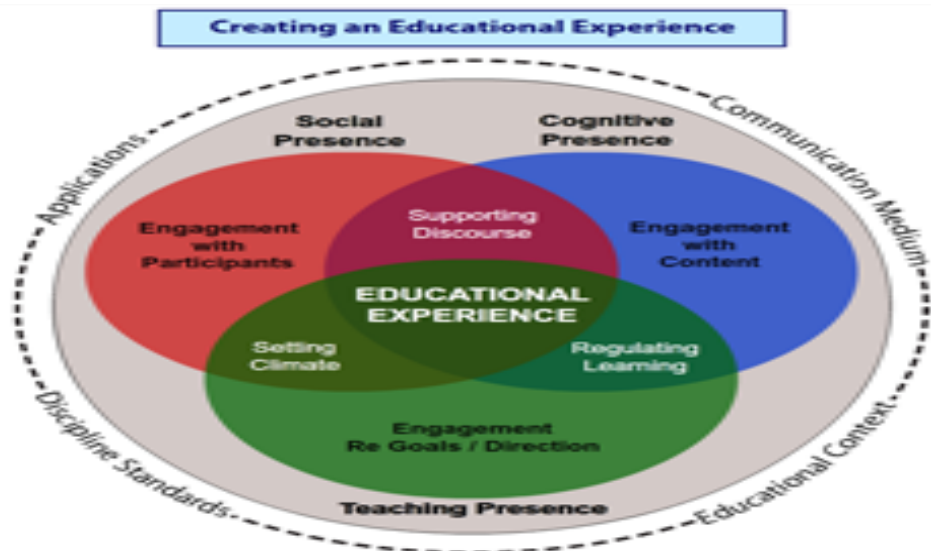 Creating an Educational Experience
Social
Presence
Cognitive
Presence
Applications
Communication Medium
Engagement
with
Participants
Supporting
Discourse
Engagement
with
Content
EDUCATIONAL
EXPERIENCE
Setting
Climate
Regulating
Learning
Engagement
Re Goals / Direction
Teaching Presence
Discipline Standards
Educational Context